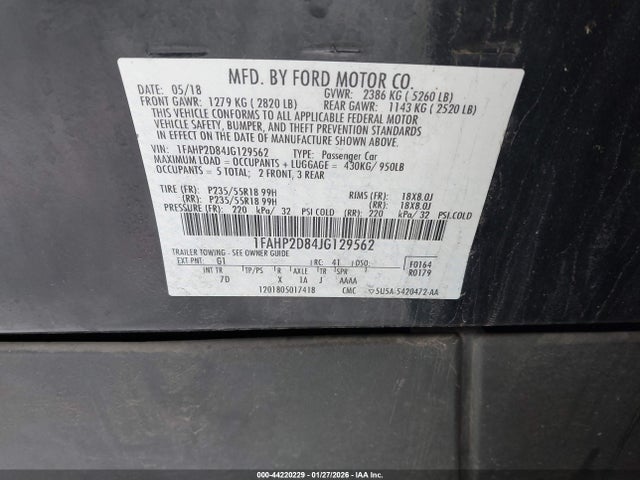 MFD. BY FORD MOTOR CO.
DATE: 05/18 GVWR: 2386 KG ( 5260 LB)
FRONT GAWR: 1279 KG ( 2820 LB) REAR GAWR: 1143 KG ( 2520 LB)
THIS VEHICLE CONFORMS TO ALL APPLICABLE FEDERAL MOTOR
VEHICLE SAFETY, BUMPER, AND THEFT PREVENTION STANDARDS
IN EFFECT ON THE DATE OF MANUFACTURE SHOWN ABOVE.
VIN: 1FAHP2D84JG129562 TYPE: Passenger Car
MAXIMUM LOAD = OCCUPANTS + LUGGAGE = 430KG/ 950LB
OCCUPANTS = 5 TOTAL; 2 FRONT, 3 REAR
TIRE (FR): P235/55R18 99H RIMS (FR): 18X8.0J
(RR): P235/55R18 99H (RR): 18X8.0J
PRESSURE (FR): 220 kPa/ 32 PSI COLD (RR): 220 kPa/ 32 PSI COLD
1FAHP2D84JG129562
TRAILER TOWING - SEE OWNER GUIDE
EXT PNT: G1 RC: 41 DSO: F0164
INT TR TP/PS AXLE TR SPR R0179
7D X 1A J AAAA
1201805017418 CMC 5U5A-5420472-AA
000-44220229 | 01/27/2026 | IAA Inc.